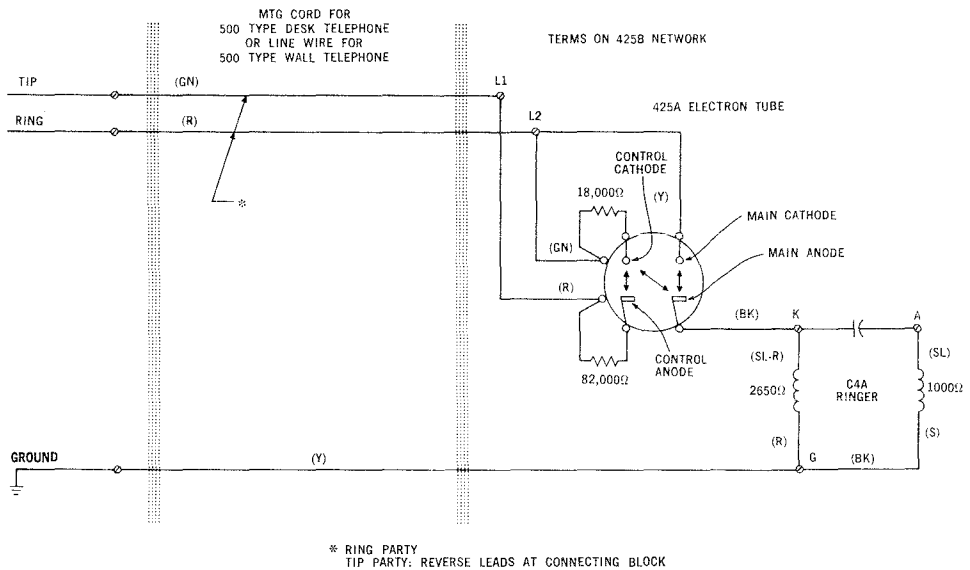 MTG CORD FOR
500 TYPE DESK TELEPHONE
OR LINE WIRE FOR
500 TYPE WALL TELEPHONE
TERMS ON 425B NETWORK
TIP
(GN)
L1
425A ELECTRON TUBE
RING
(R)
L2
CONTROL
CATHODE
18,000Ω
(Y)
*
MAIN CATHODE
(GN)
MAIN ANODE
(R)
(BK)
K
A
CONTROL
ANODE
82,000Ω
(SL-R)
(SL)
2650Ω
C4A
RINGER
1000Ω
(R)
(S)
GROUND
(Y)
G
(BK)
* RING PARTY
TIP PARTY: REVERSE LEADS AT CONNECTING BLOCK